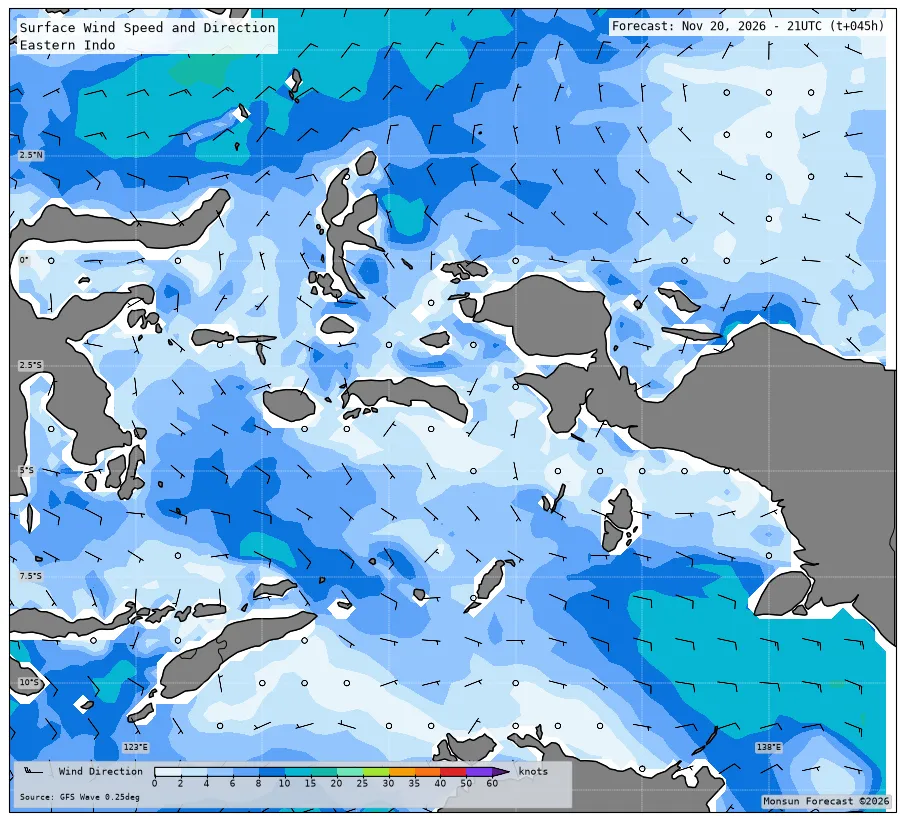 Surface Wind Speed and Direction
Eastern Indo
Forecast: Nov 20, 2026 - 21UTC (t+045h)
2.5°N
0°
2.5°S
5°S
7.5°S
10°S
123°E
138°E
Wind Direction
knots
0 2 4 6 8 10 15 20 25 30 35 40 50 60
Source: GFS Wave 0.25deg
Monsun Forecast ©2026